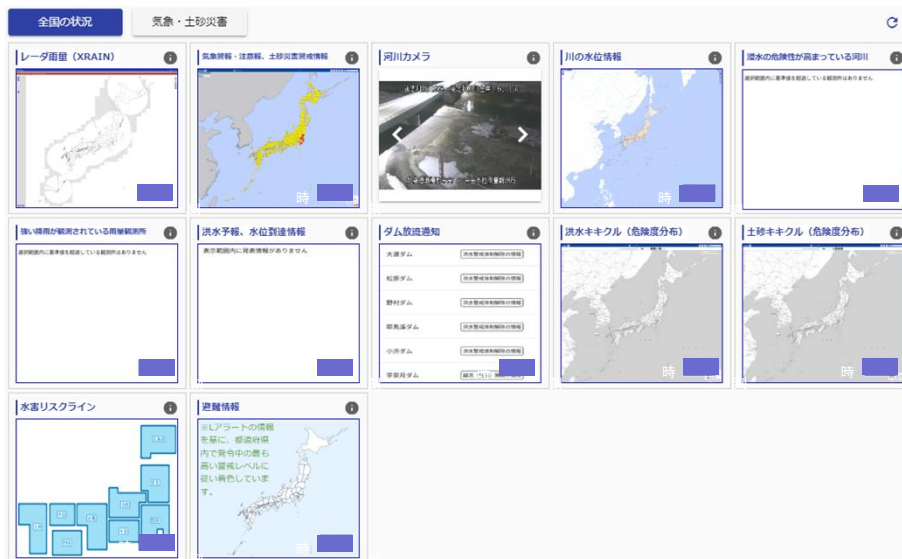 全国の状況
気象・土砂災害
レーダ雨量（XRAIN）
気象警報・注意報、土砂災害警戒情報
河川カメラ
川の水位情報
浸水の危険性が高まっている河川
選択範囲内に基準値を超過している観測所はありません
時
時
強い降雨が観測されている雨量観測所
洪水予報、水位到達情報
ダム放流通知
洪水キキクル（危険度分布）
土砂キキクル（危険度分布）
選択範囲内に基準値を超過している観測所はありません
表示範囲内に発表情報がありません
大渡ダム
洪水警戒体制解除の情報
松原ダム
洪水警戒体制解除の情報
野村ダム
洪水警戒体制解除の情報
耶馬溪ダム
洪水警戒体制解除の情報
小渋ダム
洪水警戒体制解除の情報
宇奈月ダム
時
時
水害リスクライン
避難情報
※Lアラートの情報
を基に、都道府県
内で発令中の最も
高い警戒レベルに
従い着色していま
す。
時